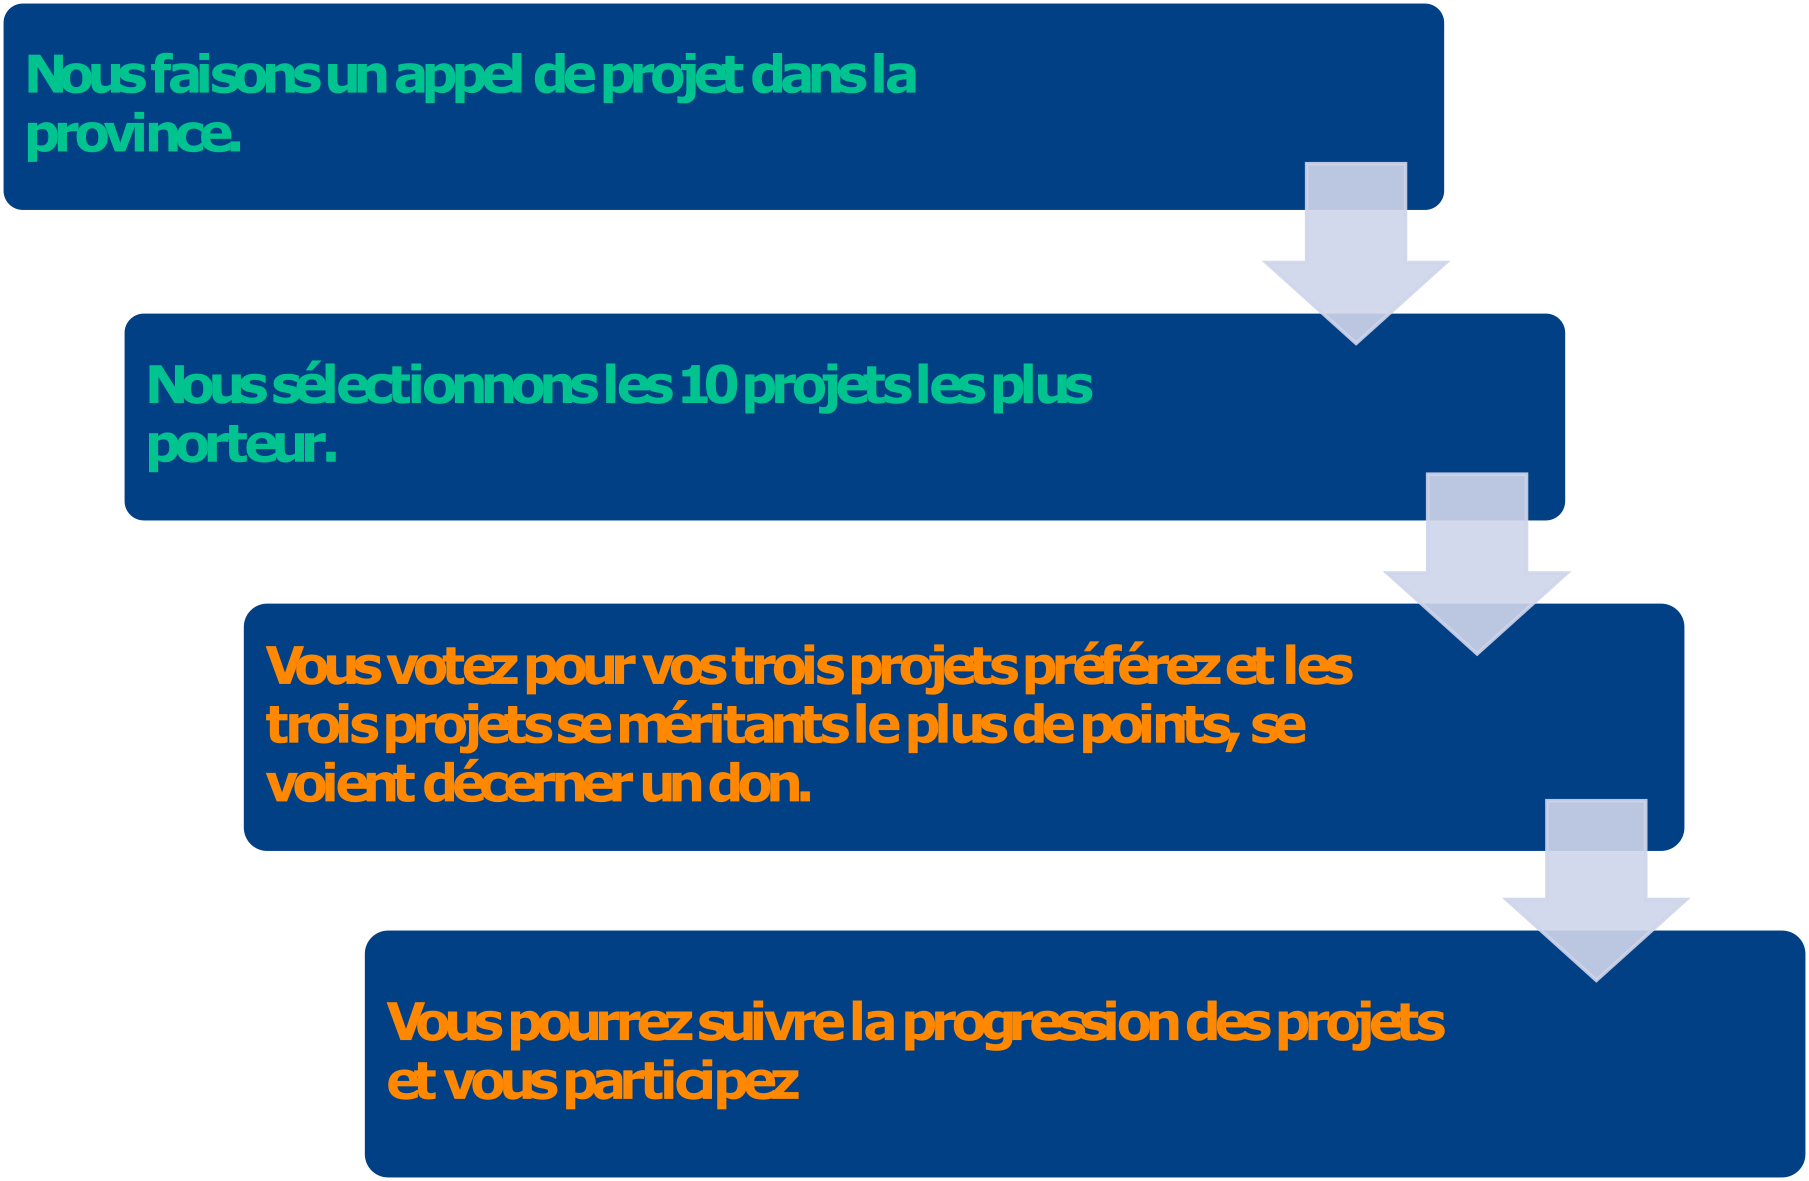 Nous faisons un appel de projet dans la
province.
Nous sélectionnons les 10 projets les plus
porteur.
Vous votez pour vos trois projets préférez et les
trois projets se méritants le plus de points, se
voient décerner un don.
Vous pourrez suivre la progression des projets
et vous participez